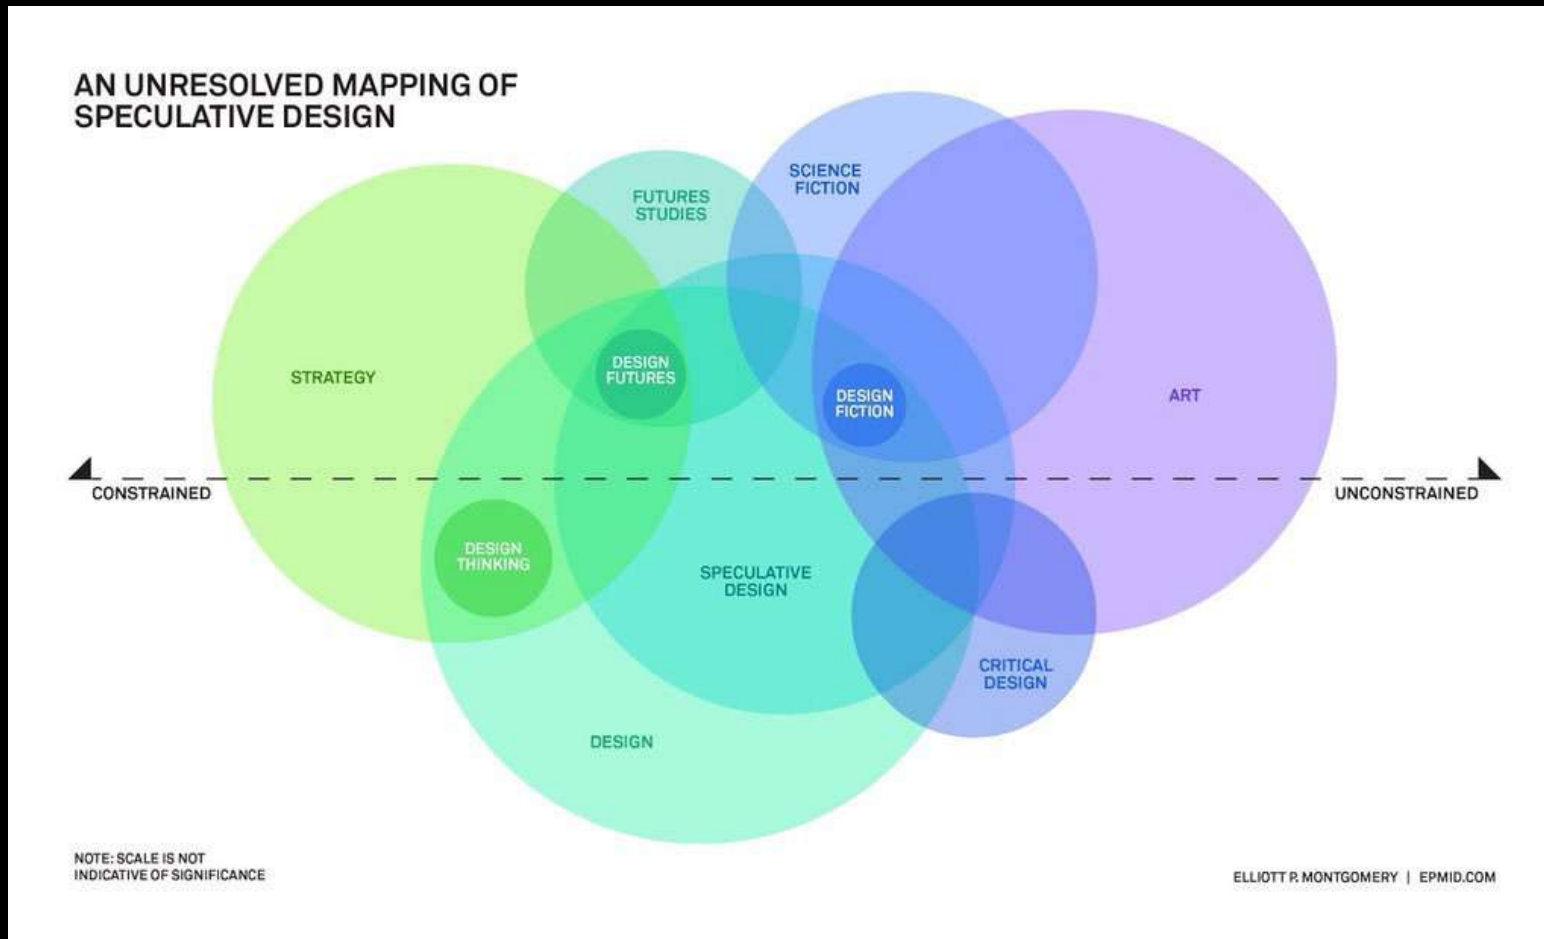 AN UNRESOLVED MAPPING OF
SPECULATIVE DESIGN
SCIENCE
FICTION
FUTURES
STUDIES
DESIGN
FUTURES
STRATEGY
DESIGN
FICTION
ART
CONSTRAINED
UNCONSTRAINED
DESIGN
THINKING
SPECULATIVE
DESIGN
CRITICAL
DESIGN
DESIGN
NOTE: SCALE IS NOT
INDICATIVE OF SIGNIFICANCE
ELLIOTT P. MONTGOMERY | EPMID.COM